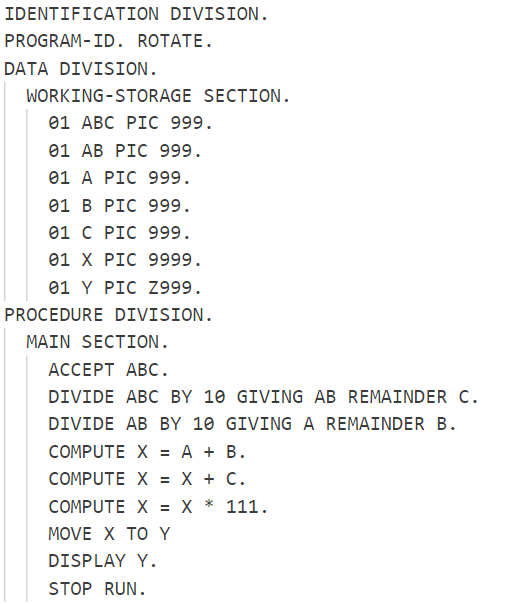 IDENTIFICATION DIVISION.
PROGRAM-ID. ROTATE.
DATA DIVISION.
WORKING-STORAGE SECTION.
01 ABC PIC 999.
01 AB PIC 999.
01 A PIC 999.
01 B PIC 999.
01 C PIC 999.
01 X PIC 9999.
01 Y PIC Z999.
PROCEDURE DIVISION.
MAIN SECTION.
ACCEPT ABC.
DIVIDE ABC BY 10 GIVING AB REMAINDER C.
DIVIDE AB BY 10 GIVING A REMAINDER B.
COMPUTE X = A + B.
COMPUTE X = X + C.
COMPUTE X = X * 111.
MOVE X TO Y
DISPLAY Y.
STOP RUN.